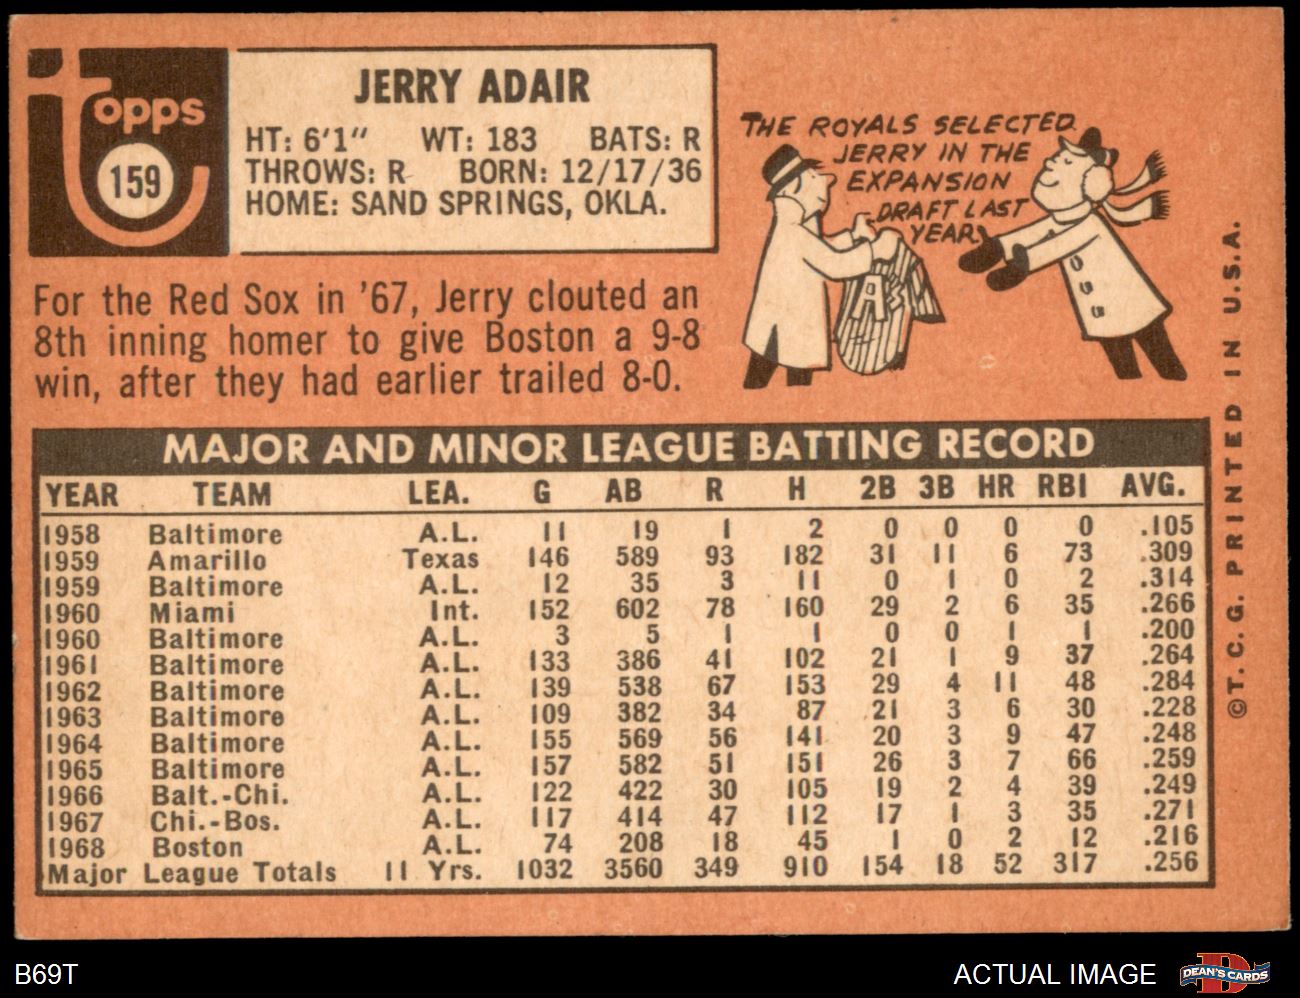 Topps
159
JERRY ADAIR
HT: 6'1" WT: 183 BATS: R
THROWS: R BORN: 12/17/36
HOME: SAND SPRINGS, OKLA.
THE ROYALS SELECTED
JERRY IN THE
EXPANSION
DRAFT LAST
YEAR.
A's
For the Red Sox in '67, Jerry clouted an
8th inning homer to give Boston a 9-8
win, after they had earlier trailed 8-0.
MAJOR AND MINOR LEAGUE BATTING RECORD
YEAR TEAM LEA. G AB R H 2B 3B HR RBI AVG.
1958 Baltimore A.L. 11 19 1 2 0 0 0 0 .105
1959 Amarillo Texas 146 589 93 182 31 11 6 73 .309
1959 Baltimore A.L. 12 35 3 11 0 1 0 2 .314
1960 Miami Int. 152 602 78 160 29 2 6 35 .266
1960 Baltimore A.L. 3 5 1 1 0 0 1 1 .200
1961 Baltimore A.L. 133 386 41 102 21 1 9 37 .264
1962 Baltimore A.L. 139 538 67 153 29 4 11 48 .284
1963 Baltimore A.L. 109 382 34 87 21 3 6 30 .228
1964 Baltimore A.L. 155 569 56 141 20 3 9 47 .248
1965 Baltimore A.L. 157 582 51 151 26 3 7 66 .259
1966 Balt.-Chi. A.L. 122 422 30 105 19 2 4 39 .249
1967 Chi.-Bos. A.L. 117 414 47 112 17 1 3 35 .271
1968 Boston A.L. 74 208 18 45 1 0 2 12 .216
Major League Totals 11 Yrs. 1032 3560 349 910 154 18 52 317 .256
©T. C. G. PRINTED IN U.S.A.
B69T
ACTUAL IMAGE
D
DEAN'S CARDS